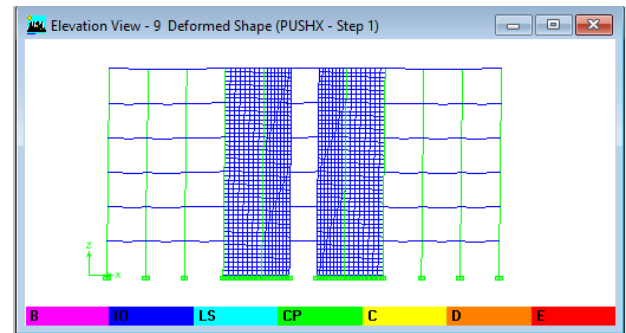 Elevation View - 9 Deformed Shape (PUSHX - Step 1)
Z
X
B IO LS CP C D E